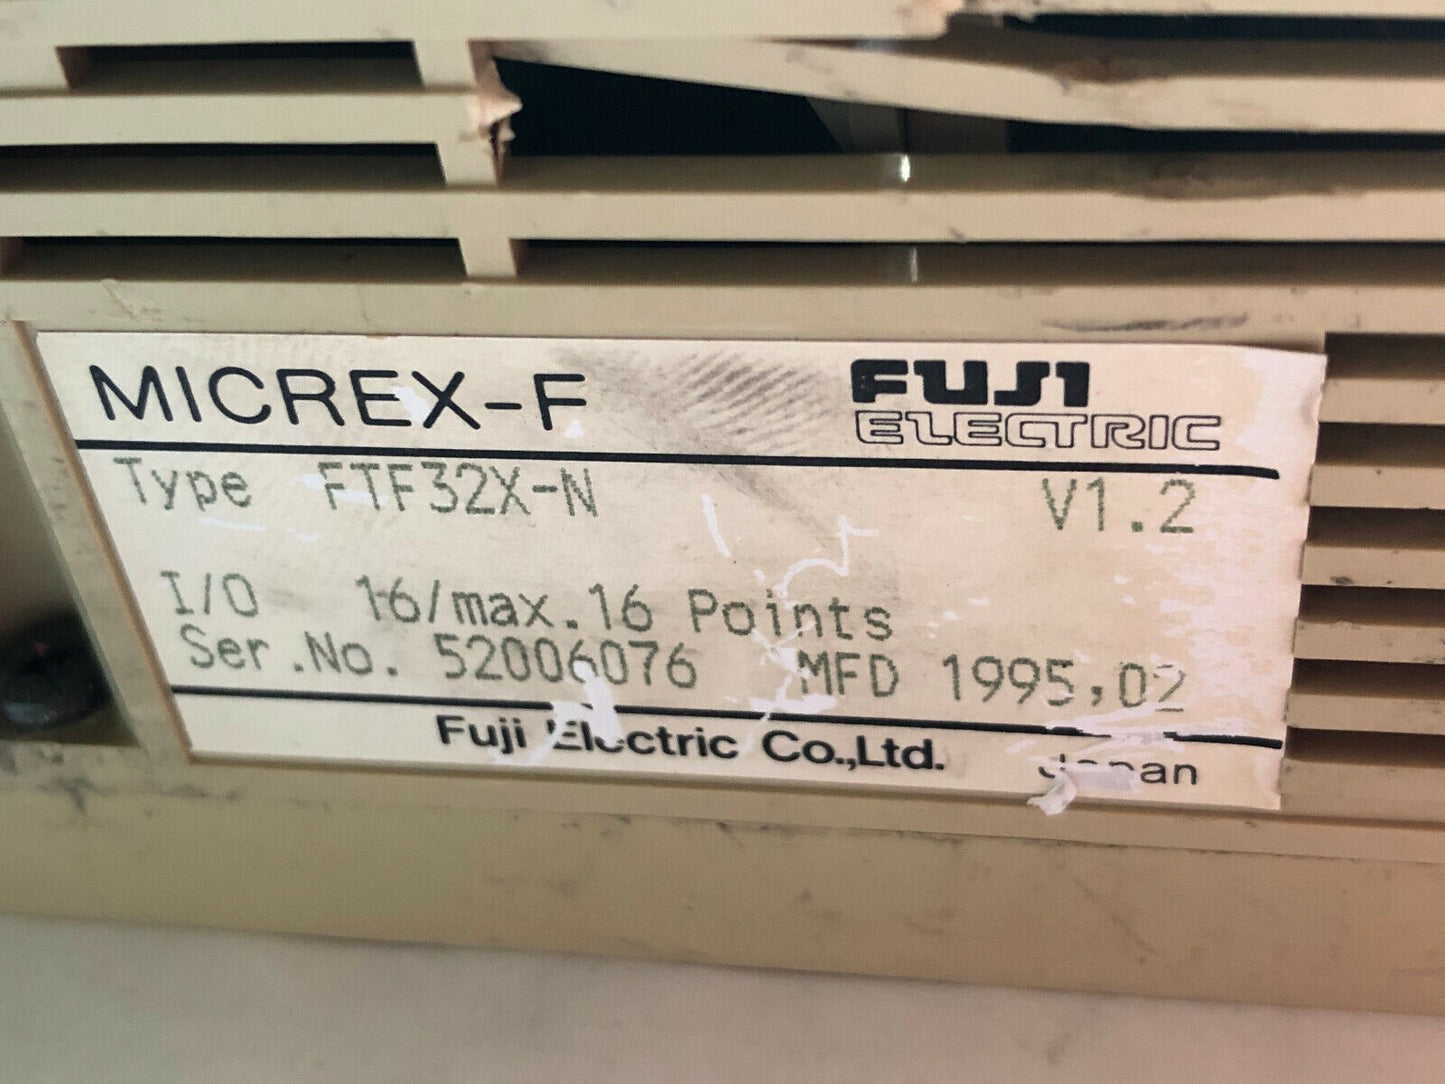 MICREX-F FUJI ELECTRIC
Type FTF32X-N V1.2
I/O 16/max.16 Points
Ser.No. 52006076 MFD 1995,02
Fuji Electric Co.,Ltd. Japan